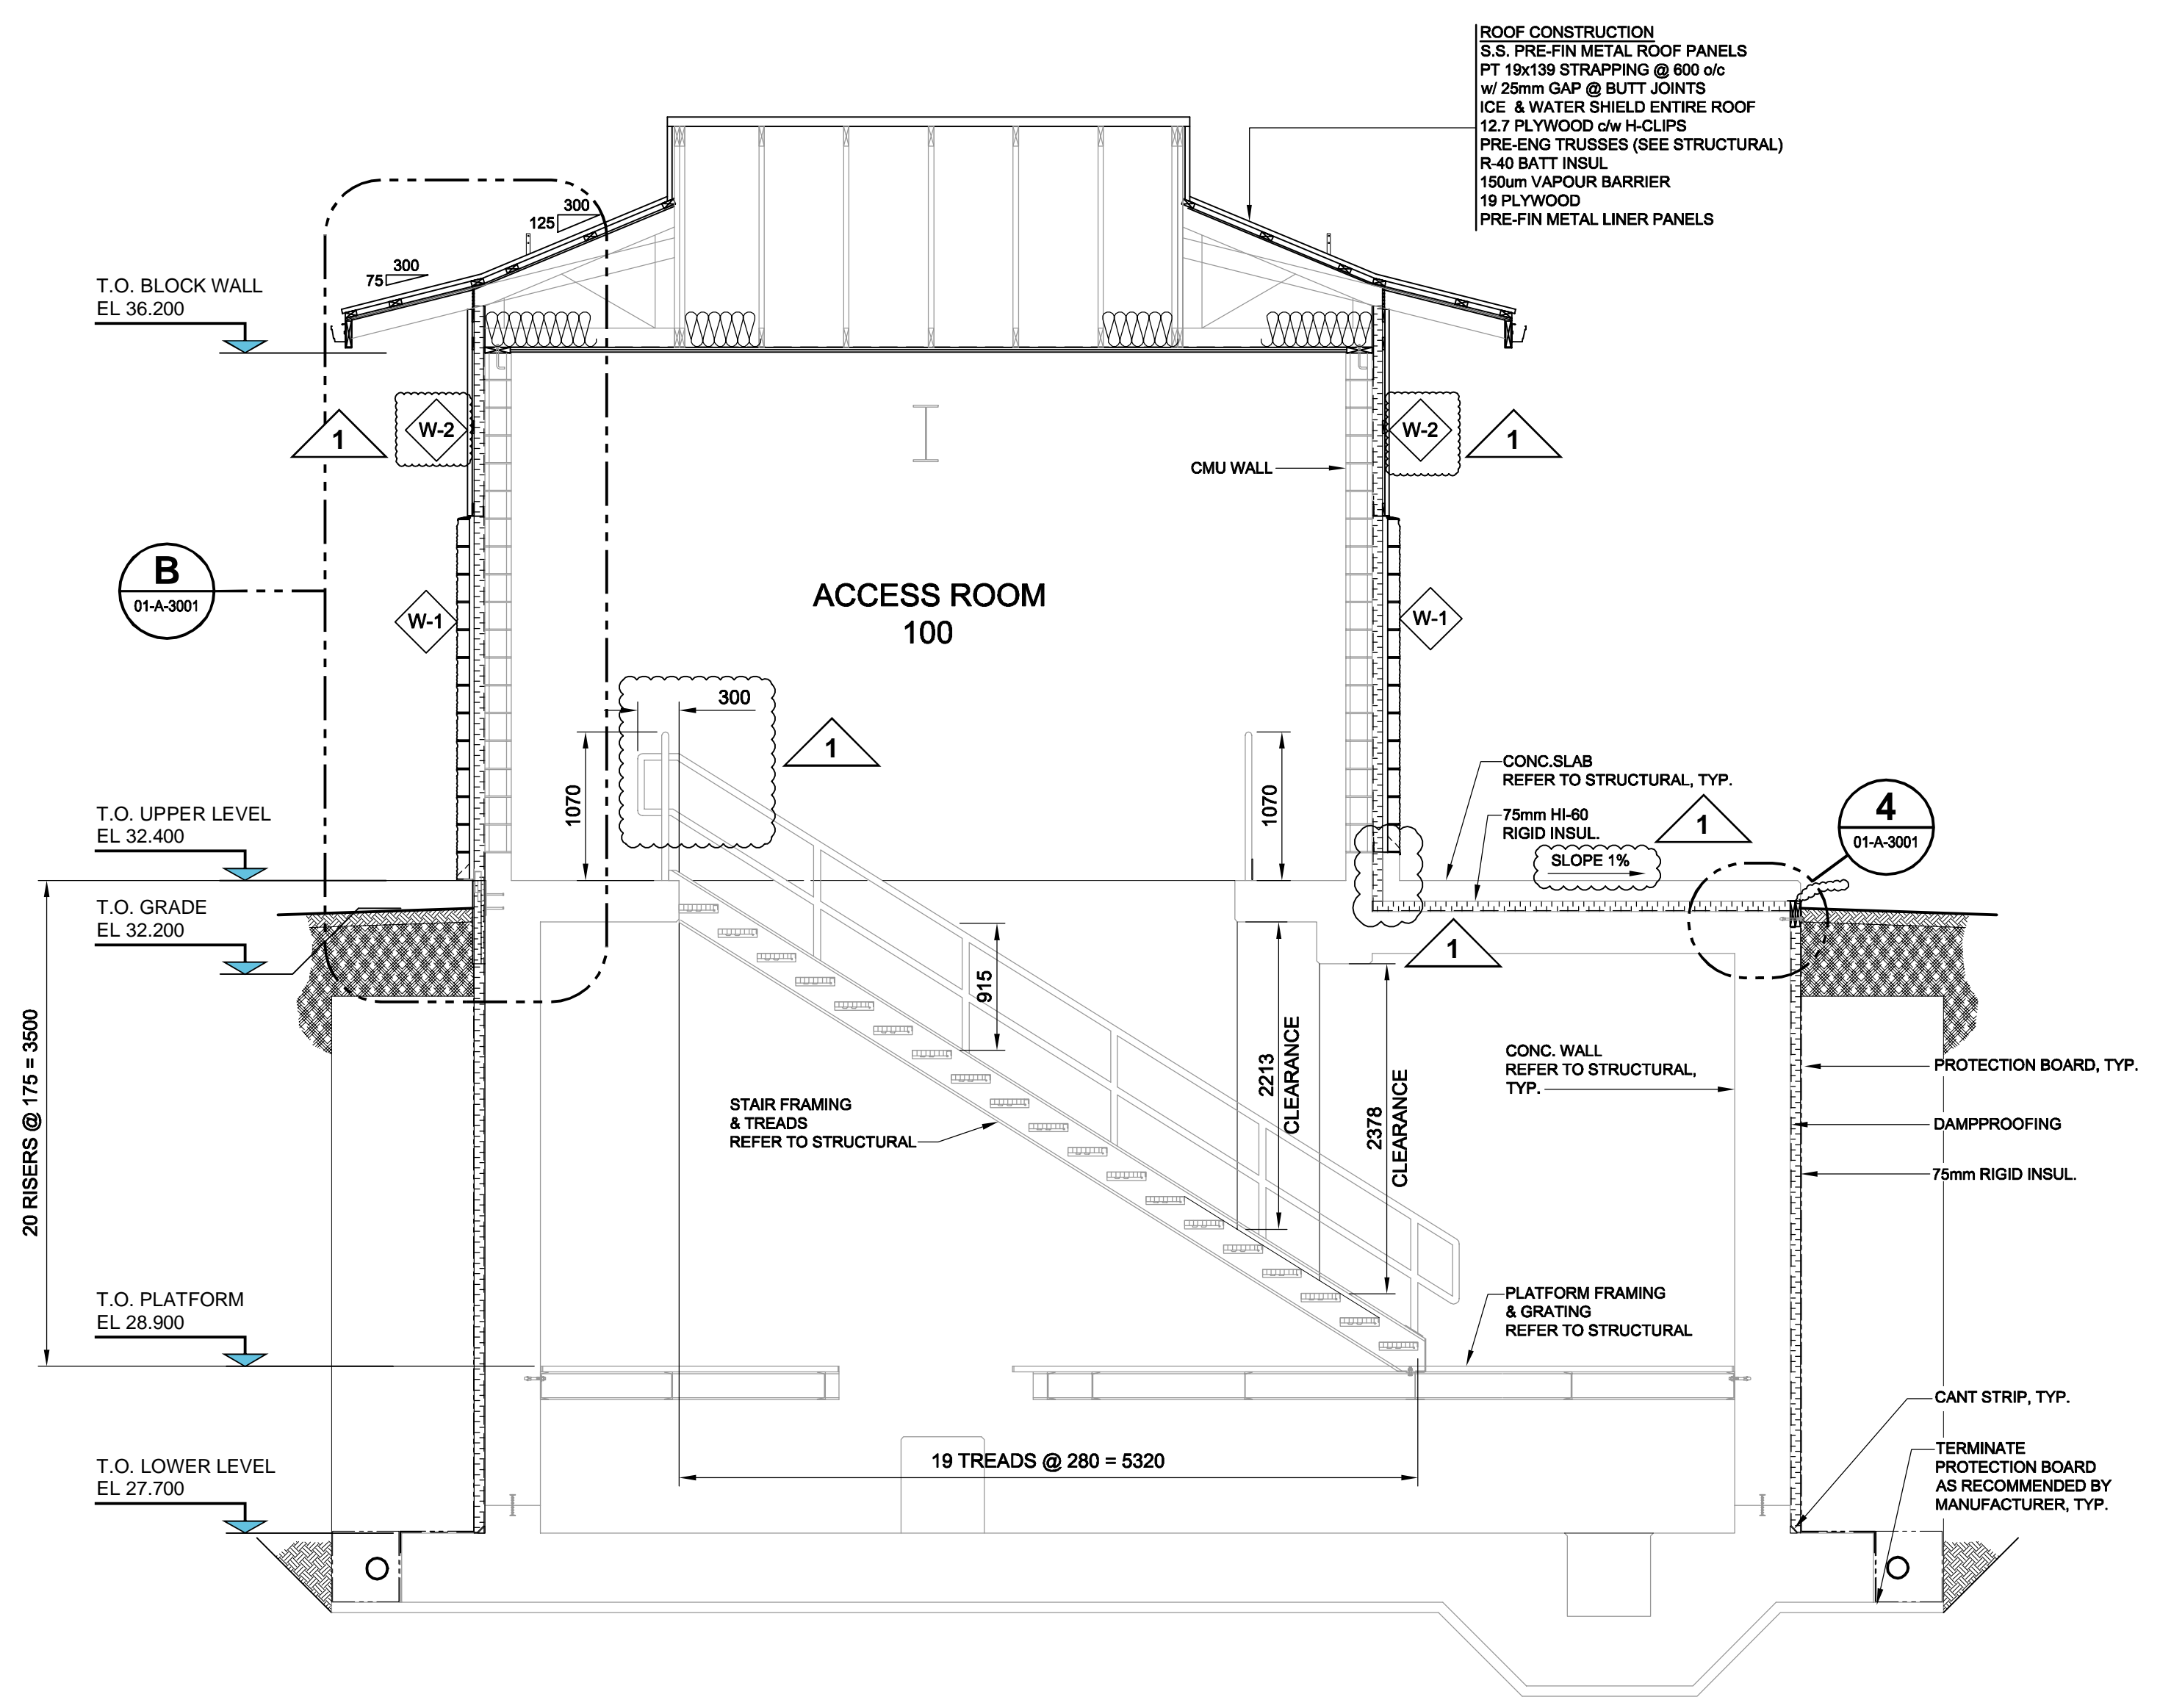 ROOF CONSTRUCTION
S.S. PRE-FIN METAL ROOF PANELS
PT 19x139 STRAPPING @ 600 o/c
w/ 25mm GAP @ BUTT JOINTS
ICE & WATER SHIELD ENTIRE ROOF
12.7 PLYWOOD c/w H-CLIPS
PRE-ENG TRUSSES (SEE STRUCTURAL)
R-40 BATT INSUL
150um VAPOUR BARRIER
19 PLYWOOD
PRE-FIN METAL LINER PANELS
300
125
300
75
T.O. BLOCK WALL
EL 36.200
1
W-2
W-2
1
CMU WALL
B
01-A-3001
W-1
ACCESS ROOM
100
W-1
300
1
1070
1070
CONC.SLAB
REFER TO STRUCTURAL, TYP.
75mm HI-60
RIGID INSUL.
1
SLOPE 1%
4
01-A-3001
T.O. UPPER LEVEL
EL 32.400
T.O. GRADE
EL 32.200
1
915
2213
CLEARANCE
2378
CLEARANCE
20 RISERS @ 175 = 3500
STAIR FRAMING
& TREADS
REFER TO STRUCTURAL
CONC. WALL
REFER TO STRUCTURAL,
TYP.
PROTECTION BOARD, TYP.
DAMPPROOFING
75mm RIGID INSUL.
T.O. PLATFORM
EL 28.900
PLATFORM FRAMING
& GRATING
REFER TO STRUCTURAL
19 TREADS @ 280 = 5320
T.O. LOWER LEVEL
EL 27.700
CANT STRIP, TYP.
TERMINATE
PROTECTION BOARD
AS RECOMMENDED BY
MANUFACTURER, TYP.